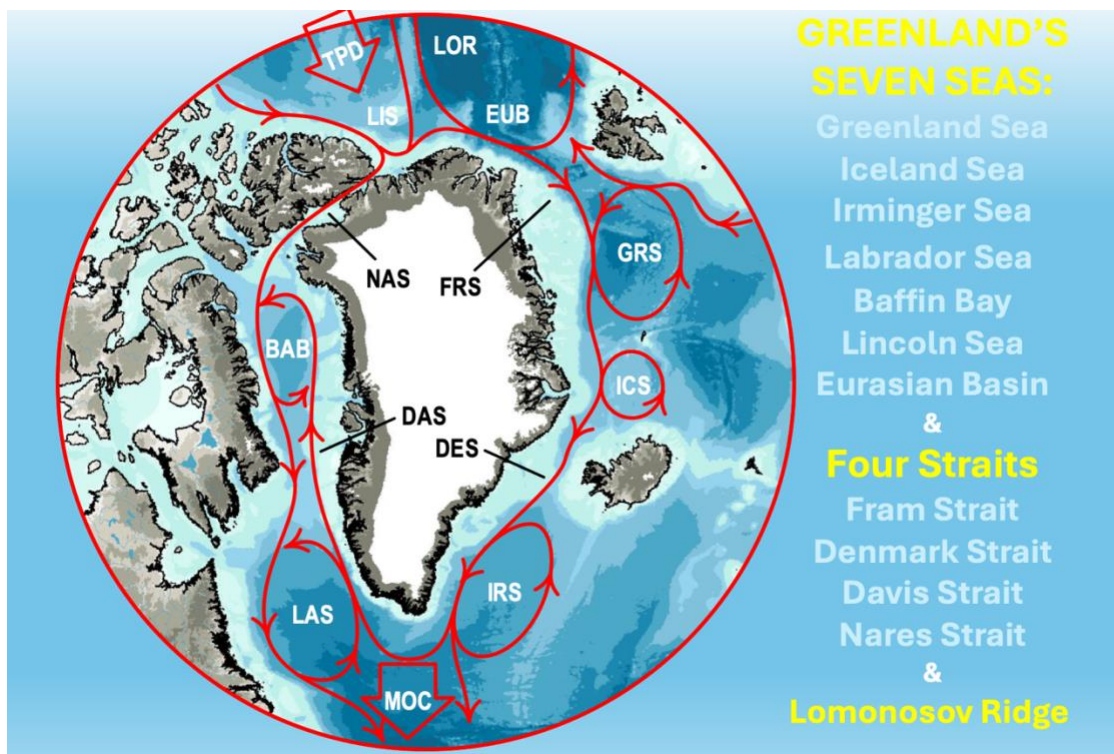 TPD
LOR
LIS
EUB
NAS
FRS
GRS
BAB
ICS
DAS
DES
LAS
IRS
MOC
GREENLAND'S
SEVEN SEAS:
Greenland Sea
Iceland Sea
Irminger Sea
Labrador Sea
Baffin Bay
Lincoln Sea
Eurasian Basin
&
Four Straits
Fram Strait
Denmark Strait
Davis Strait
Nares Strait
&
Lomonosov Ridge